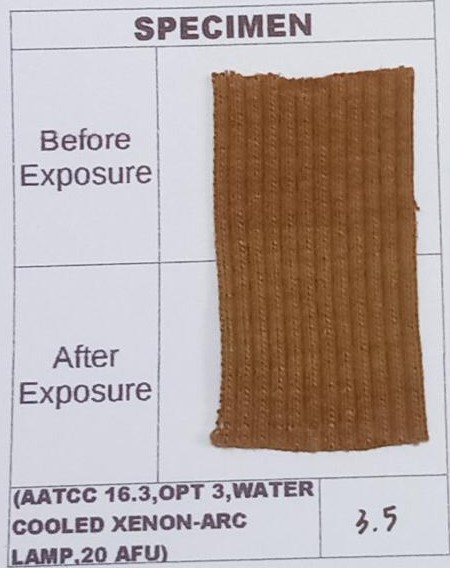 SPECIMEN
Before
Exposure
After
Exposure
(AATCC 16.3,OPT 3,WATER
COOLED XENON-ARC
LAMP,20 AFU)
3.5